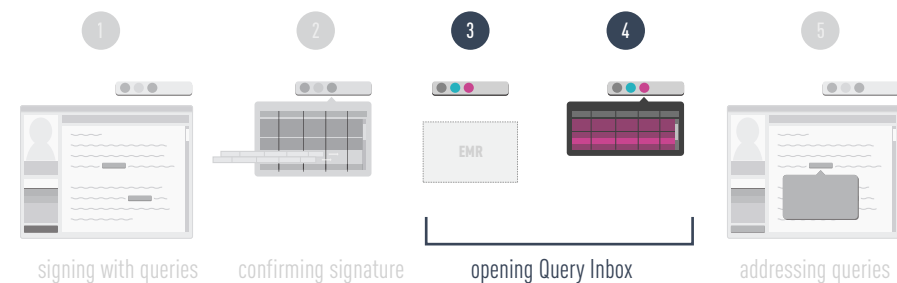 1 2 3 4 5
EMR
signing with queries confirming signature opening Query Inbox addressing queries